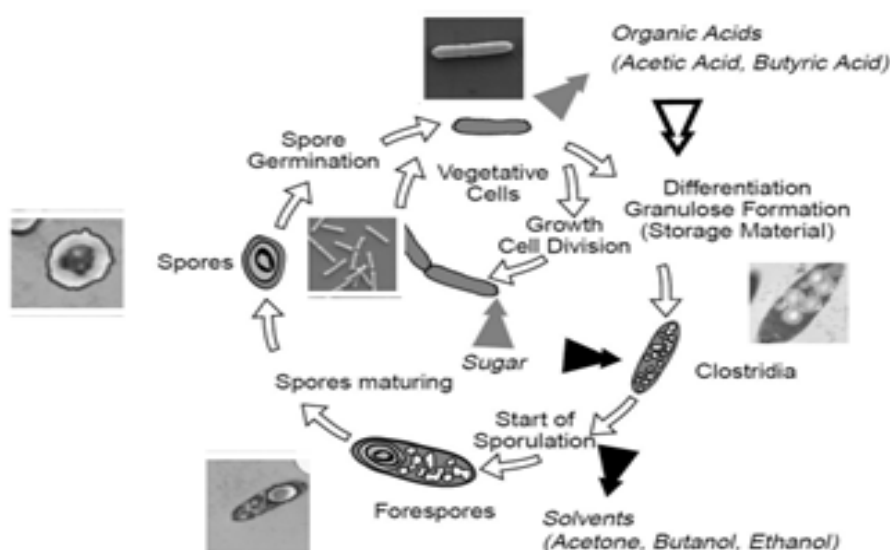 Organic Acids
(Acetic Acid, Butyric Acid)
Spore
Germination
Vegetative
Cells
Differentiation
Granulose Formation
(Storage Material)
Growth
Cell Division
Spores
Sugar
Clostridia
Spores maturing
Start of
Sporulation
Forespores
Solvents
(Acetone, Butanol, Ethanol)